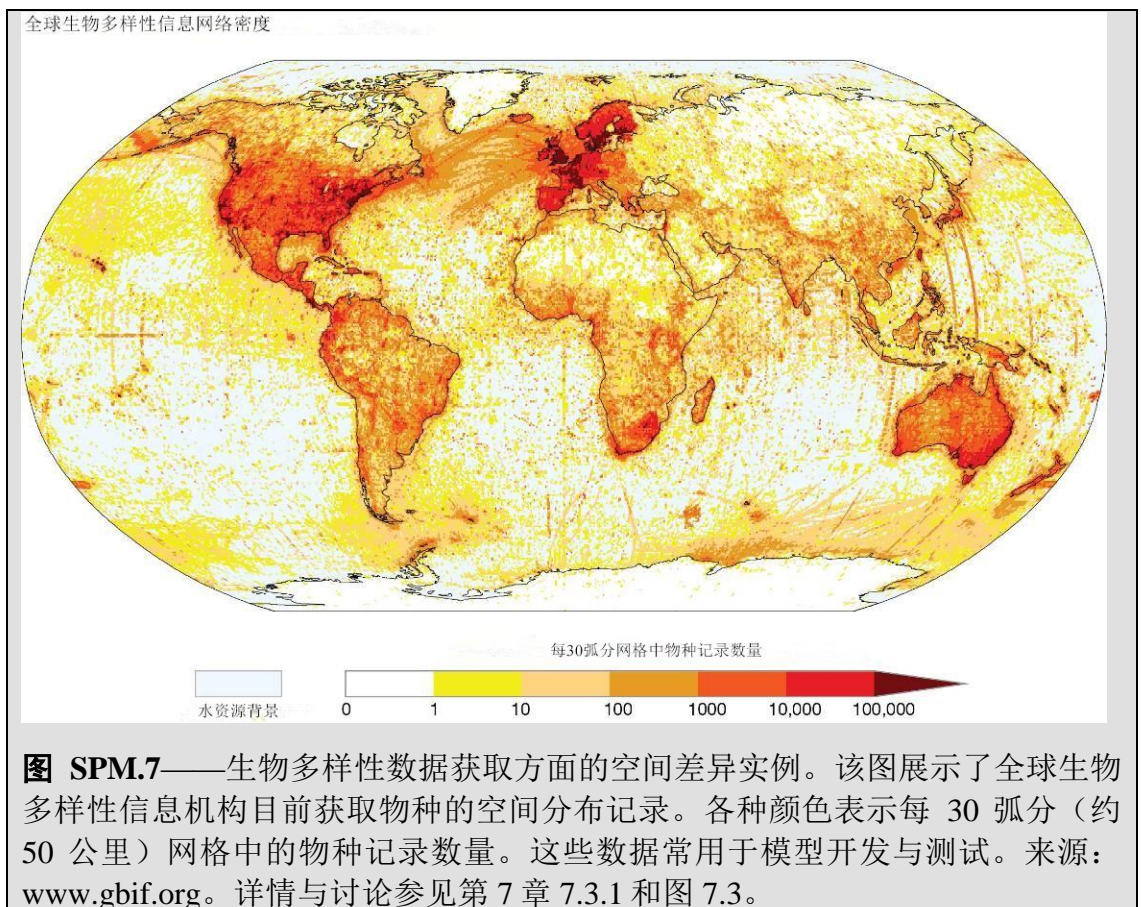 全球生物多样性信息网络密度
每30弧分网格中物种记录数量
水资源背景
0 1 10 100 1000 10,000 100,000
图 SPM.7——生物多样性数据获取方面的空间差异实例。该图展示了全球生物
多样性信息机构目前获取物种的空间分布记录。各种颜色表示每 30 弧分（约
50 公里）网格中的物种记录数量。这些数据常用于模型开发与测试。来源：
www.gbif.org。详情与讨论参见第 7 章 7.3.1 和图 7.3。